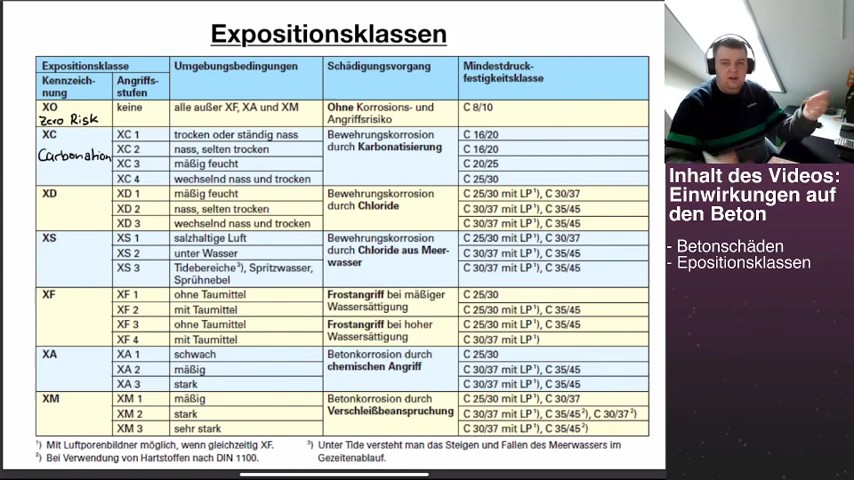 Expositionsklassen
Expositionsklasse Umgebungsbedingungen Schädigungsvorgang Mindestdruck-
festigkeitsklasse
Kennzeich-
nung Angriffs-
stufen
XO keine alle außer XF, XA und XM Ohne Korrosions- und
Angriffsrisiko C 8/10
Zero Risk
XC XC 1 trocken oder ständig nass Bewehrungskorrosion
durch Karbonatisierung C 16/20
Carbonation XC 2 nass, selten trocken C 16/20
XC 3 mäßig feucht C 20/25
XC 4 wechselnd nass und trocken C 25/30
XD XD 1 mäßig feucht Bewehrungskorrosion
durch Chloride C 25/30 mit LP¹), C 30/37
XD 2 nass, selten trocken C 30/37 mit LP¹), C 35/45
XD 3 wechselnd nass und trocken C 30/37 mit LP¹), C 35/45
XS XS 1 salzhaltige Luft Bewehrungskorrosion
durch Chloride aus Meer-
wasser C 25/30 mit LP¹), C 30/37
XS 2 unter Wasser C 30/37 mit LP¹), C 35/45
XS 3 Tidebereiche³), Spritzwasser,
Sprühnebel C 30/37 mit LP¹), C 35/45
XF XF 1 ohne Taumittel Frostangriff bei mäßiger
Wassersättigung C 25/30
XF 2 mit Taumittel C 25/30 mit LP¹), C 35/45
XF 3 ohne Taumittel Frostangriff bei hoher
Wassersättigung C 25/30 mit LP¹), C 35/45
XF 4 mit Taumittel C 30/37 mit LP¹)
XA XA 1 schwach Betonkorrosion durch
chemischen Angriff C 25/30
XA 2 mäßig C 30/37 mit LP¹), C 35/45
XA 3 stark C 30/37 mit LP¹), C 35/45
XM XM 1 mäßig Betonkorrosion durch
Verschleißbeanspruchung C 25/30 mit LP¹), C 30/37
XM 2 stark C 30/37 mit LP¹), C 35/45²), C 30/37²)
XM 3 sehr stark C 30/37 mit LP¹), C 35/45²)
¹) Mit Luftporenbildner möglich, wenn gleichzeitig XF.
²) Bei Verwendung von Hartstoffen nach DIN 1100.
³) Unter Tide versteht man das Steigen und Fallen des Meerwassers im
Gezeitenablauf.
Inhalt des Videos:
Einwirkungen auf
den Beton
- Betonschäden
- Epositionsklassen